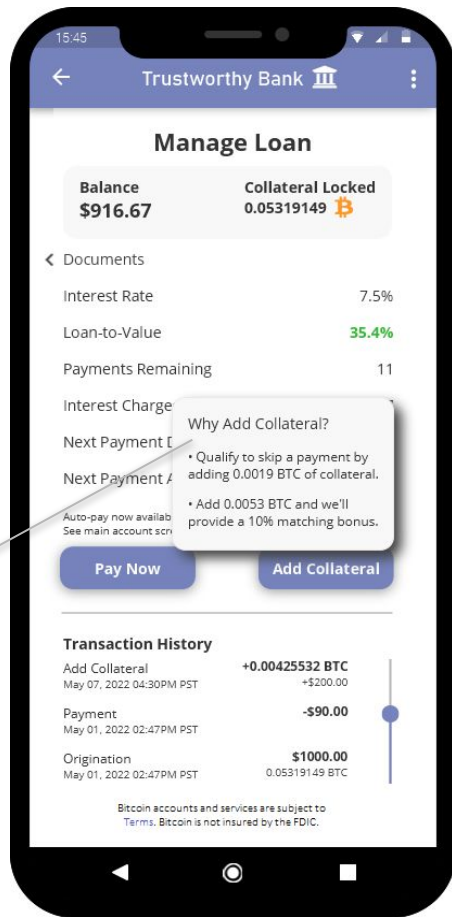 15:45
Trustworthy Bank
Manage Loan
Balance Collateral Locked
$916.67 0.05319149
Documents
Interest Rate 7.5%
Loan-to-Value 35.4%
Payments Remaining 11
Interest Charge
Next Payment
Next Payment
Why Add Collateral?
• Qualify to skip a payment by
adding 0.0019 BTC of collateral.
• Add 0.0053 BTC and we'll
provide a 10% matching bonus.
Auto-pay now
See main account
Pay Now Add Collateral
Transaction History
Add Collateral +0.00425532 BTC
May 07, 2022 04:30PM PST +$200.00
Payment -$90.00
May 01, 2022 02:47PM PST
Origination $1000.00
May 01, 2022 02:47PM PST 0.05319149 BTC
Bitcoin accounts and services are subject to
Terms. Bitcoin is not insured by the FDIC.